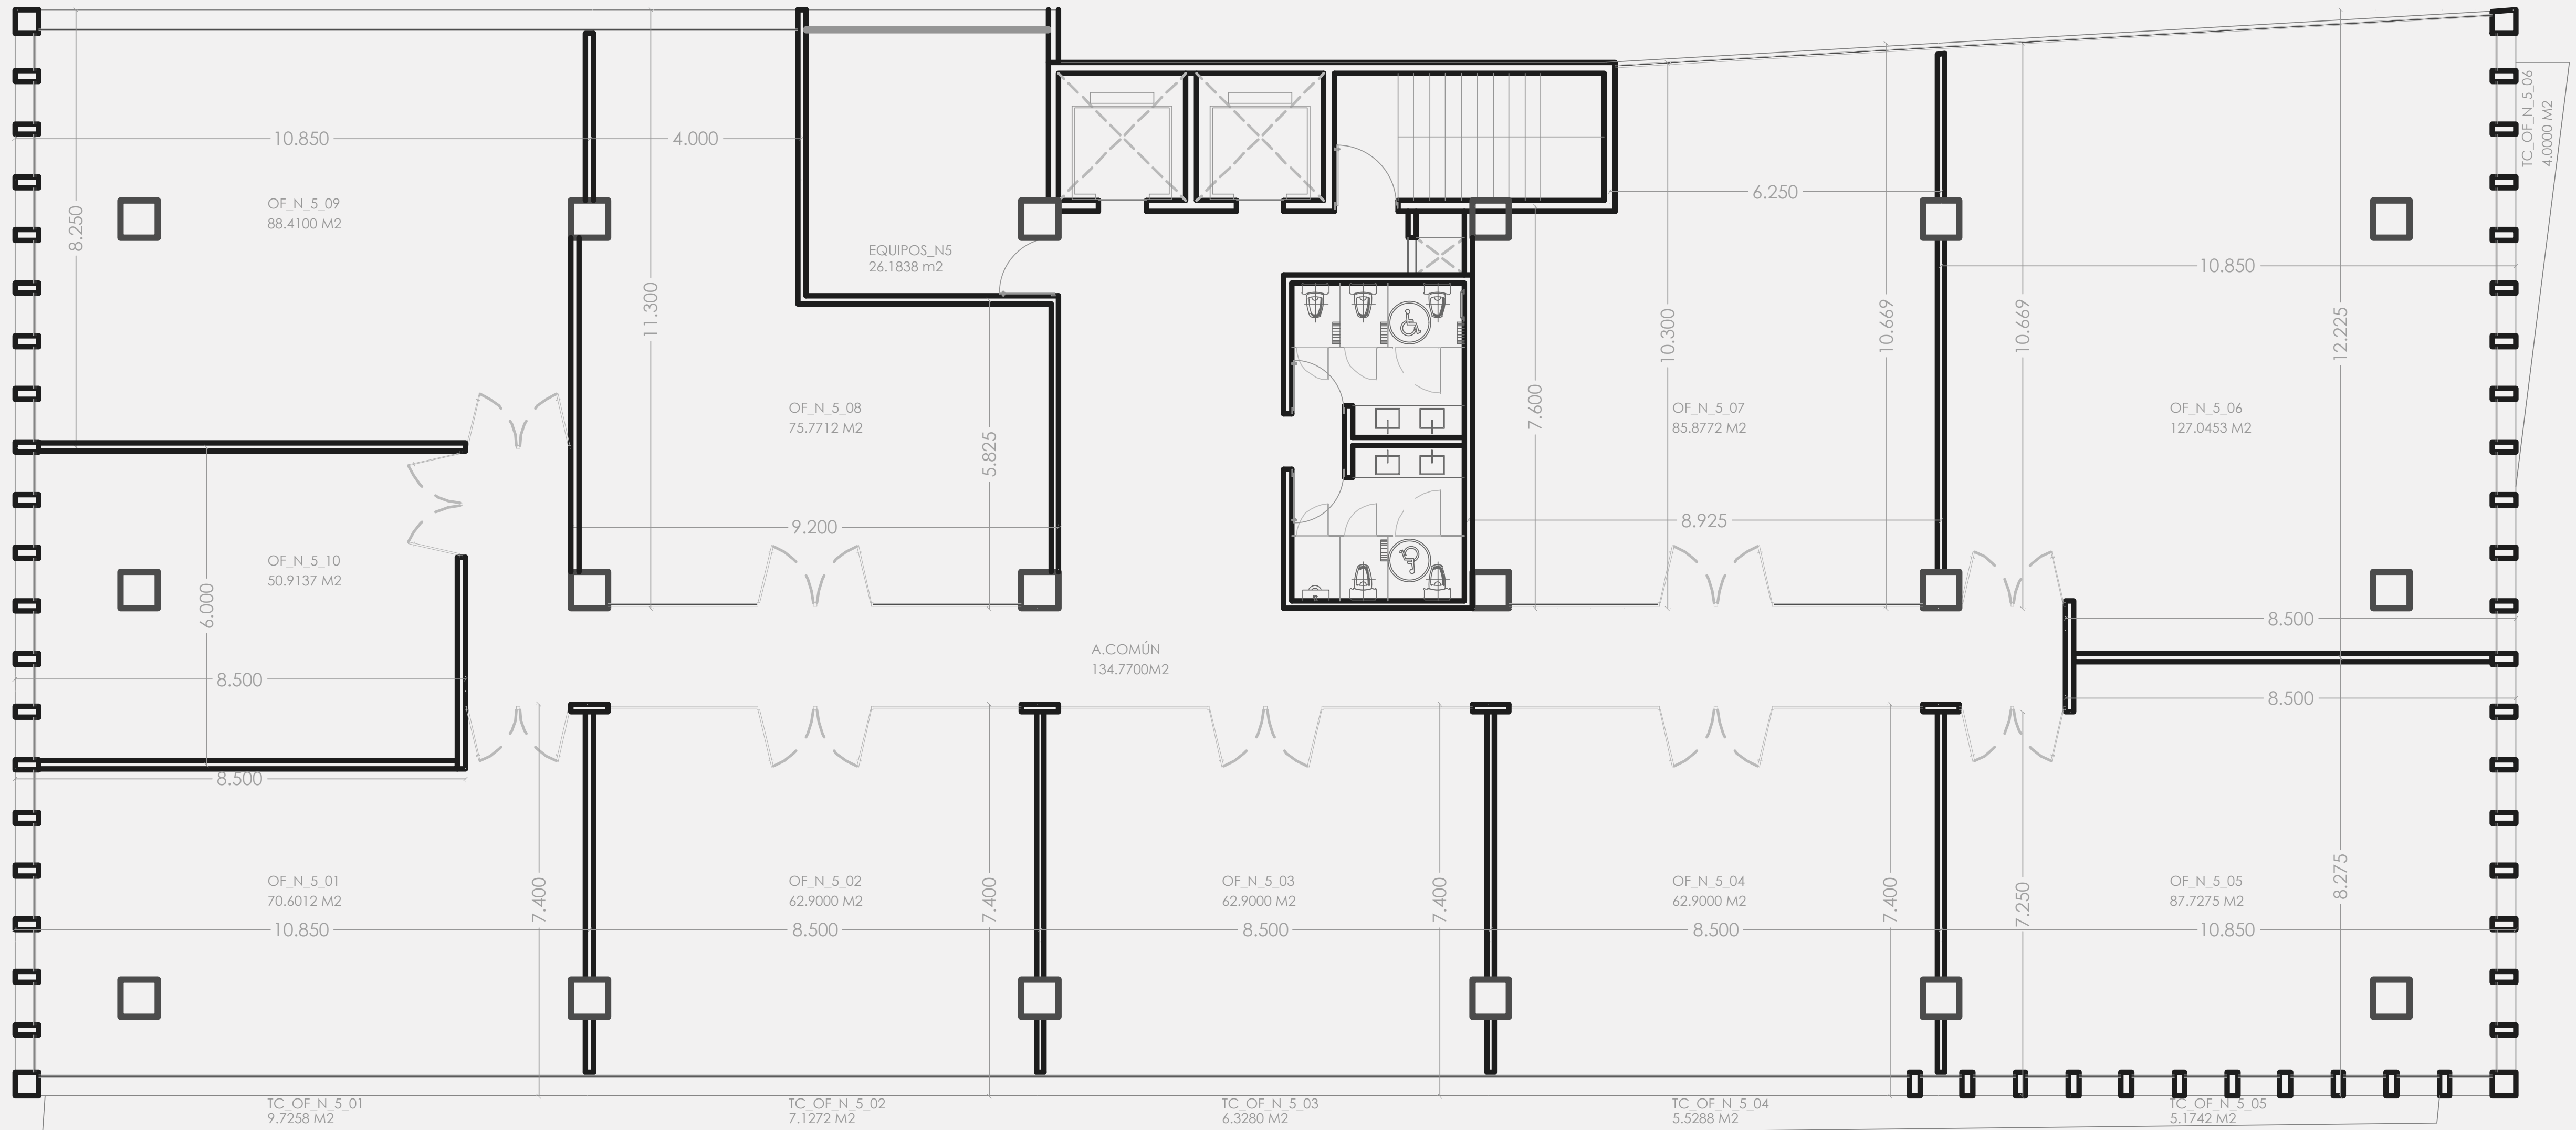 10.850
4.000
8.250
OF_N_5_09
88.4100 M2
11.300
EQUIPOS_N5
26.1838 m2
6.250
10.850
TC_OF_N_5_06
4.0000 M2
10.300
10.669
10.669
12.225
OF_N_5_08
75.7712 M2
5.825
7.600
OF_N_5_07
85.8772 M2
OF_N_5_06
127.0453 M2
9.200
8.925
OF_N_5_10
50.9137 M2
6.000
8.500
8.500
A.COMÚN
134.7700M2
8.500
8.500
OF_N_5_01
70.6012 M2
10.850
7.400
OF_N_5_02
62.9000 M2
8.500
7.400
OF_N_5_03
62.9000 M2
8.500
7.400
OF_N_5_04
62.9000 M2
8.500
7.400
7.250
OF_N_5_05
87.7275 M2
10.850
8.275
TC_OF_N_5_01
9.7258 M2
TC_OF_N_5_02
7.1272 M2
TC_OF_N_5_03
6.3280 M2
TC_OF_N_5_04
5.5288 M2
TC_OF_N_5_05
5.1742 M2